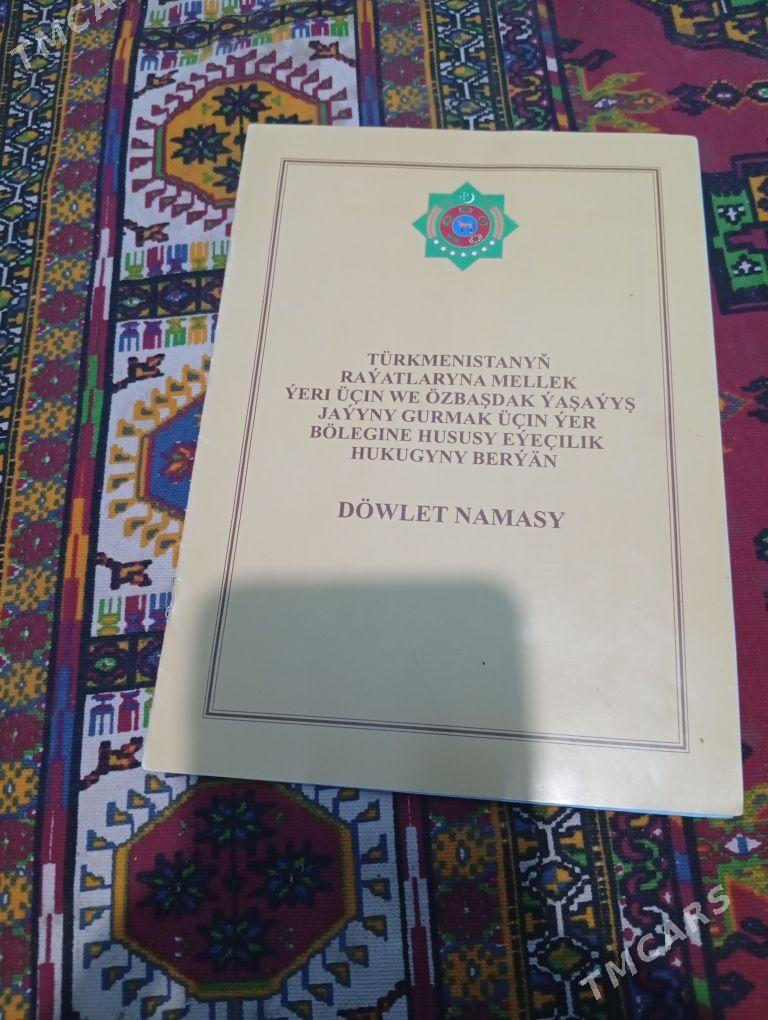 TMCARS
TÜRKMENISTANYŇ
RAÝATLARYNA MELLEK
ÝERI ÜÇIN WE ÖZBAŞDAK ÝAŞAÝYŞ
JAÝYNY GURMAK ÜÇIN ÝER
BÖLEGINE HUSUSY EÝEÇILIK
HUKUGYNY BERÝÄN
DÖWLET NAMASY
TMCARS